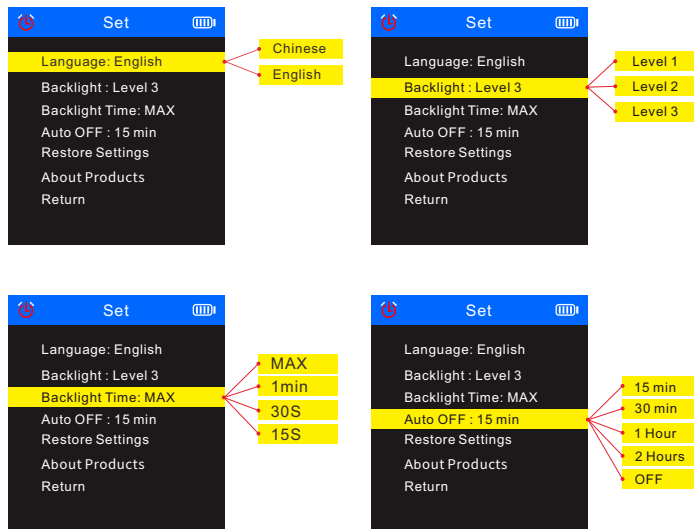 Set
Language: English
Backlight : Level 3
Backlight Time: MAX
Auto OFF : 15 min
Restore Settings
About Products
Return
Chinese
English
Set
Language: English
Backlight : Level 3
Backlight Time: MAX
Auto OFF : 15 min
Restore Settings
About Products
Return
Level 1
Level 2
Level 3
Set
Language: English
Backlight : Level 3
Backlight Time: MAX
Auto OFF : 15 min
Restore Settings
About Products
Return
MAX
1min
30S
15S
Set
Language: English
Backlight : Level 3
Backlight Time: MAX
Auto OFF : 15 min
Restore Settings
About Products
Return
15 min
30 min
1 Hour
2 Hours
OFF